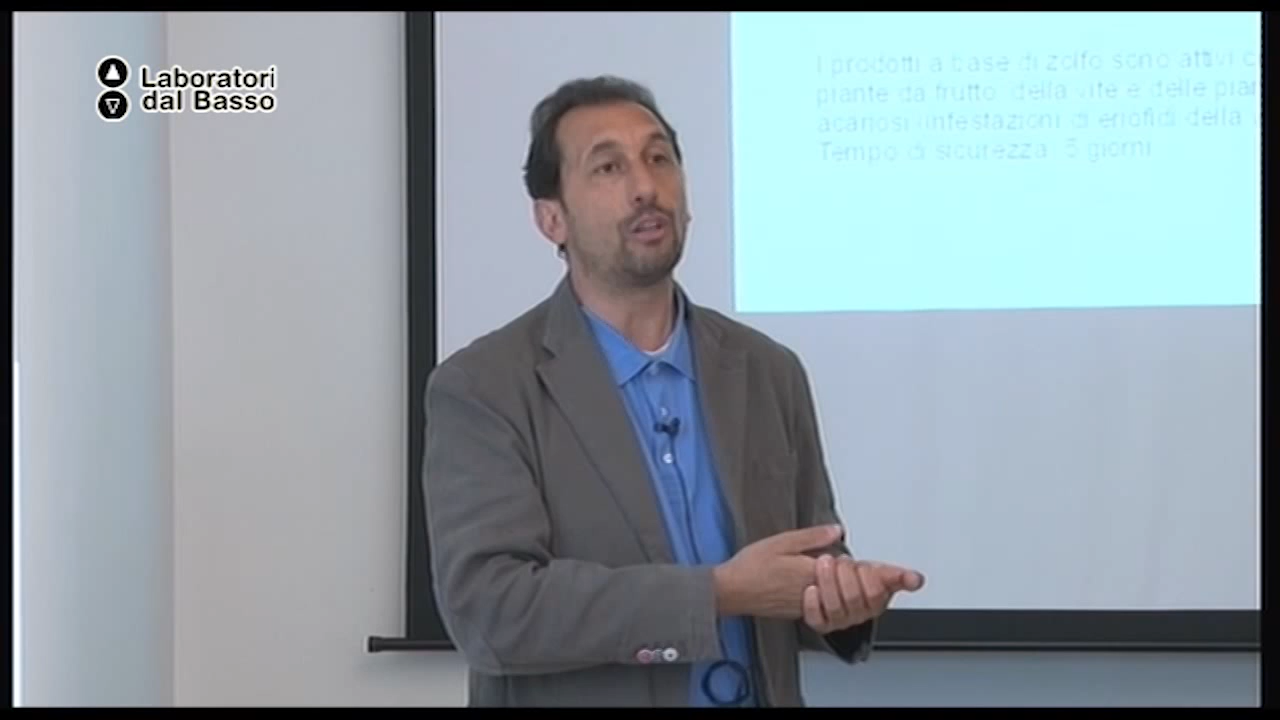 Laboratori
dal Basso
I prodotti a base di zolfo sono attivi c
piante da frutto della vite e delle pian
acariosi infestazioni di eriofidi della
Tempo di sicurezza 5 giorni